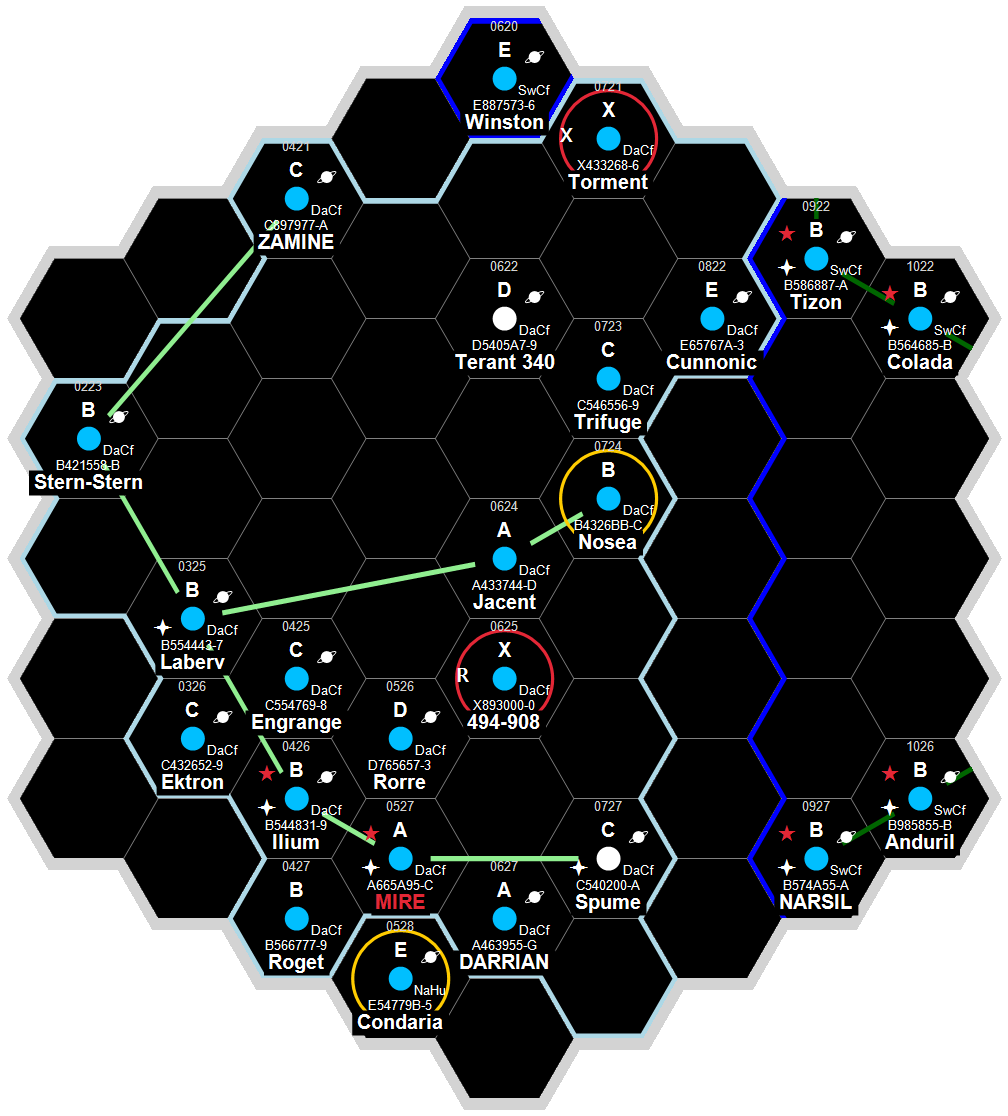 0620
E
SwCf
E887573-6
Winston
0721
X
X
DaCf
X433268-6
Torment
0421
C
DaCf
C897977-A
ZAMINE
0922
B
SwCf
B586887-A
Tizon
0622
D
DaCf
D5405A7-9
Terant 340
0822
E
DaCf
E65767A-3
Cunnonic
1022
B
SwCf
B564685-B
Colada
0723
C
DaCf
C546556-9
Trifuge
0223
B
DaCf
B421558-B
Stern-Stern
0724
B
DaCf
B4326BB-C
Nosea
0624
A
DaCf
A433744-D
Jacent
0325
B
DaCf
B554443-7
Laberv
0425
C
DaCf
C554769-8
Engrange
0625
X
R
DaCf
X893000-0
494-908
0326
C
DaCf
C432652-9
Ektron
0526
D
DaCf
D765657-3
Rorre
0426
B
DaCf
B544831-9
Ilium
1026
B
SwCf
B985855-B
Anduril
0527
A
DaCf
A665A95-C
MIRE
0727
C
DaCf
C540200-A
Spume
0927
B
SwCf
B574A55-A
NARSIL
0427
B
DaCf
B566777-9
Roget
0627
A
DaCf
A463955-G
DARRIAN
0528
E
NaHu
E54779B-5
Condaria